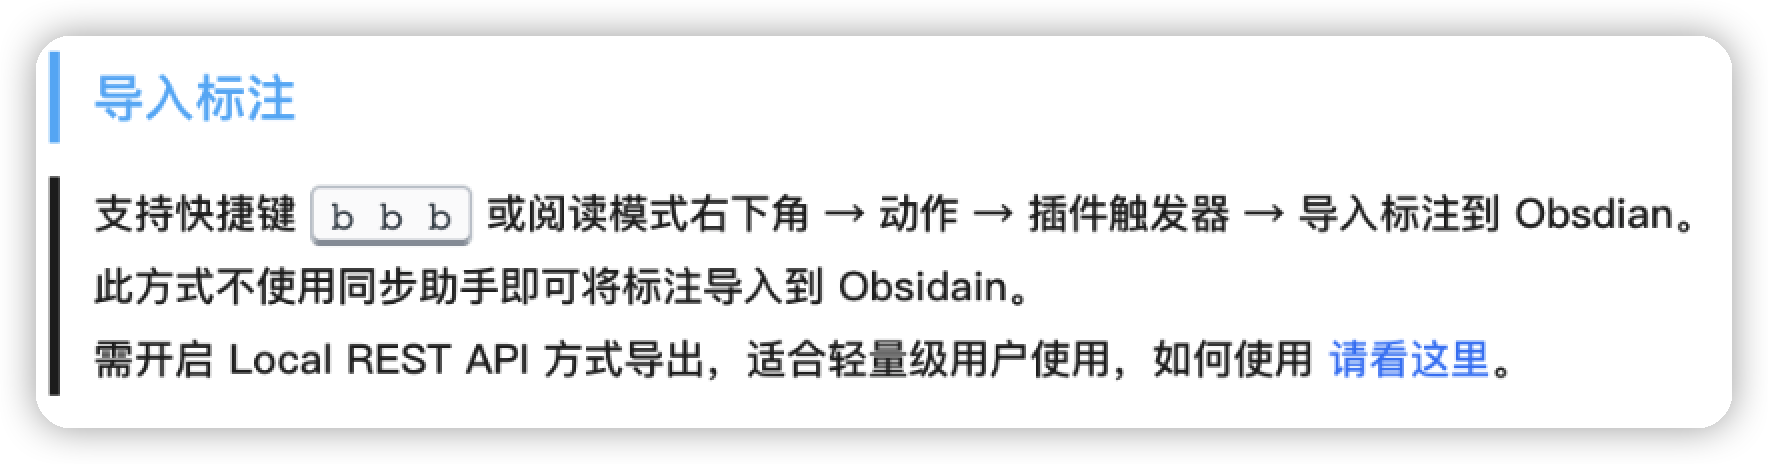 导入标注
支持快捷键 b b b 或阅读模式右下角 → 动作 → 插件触发器 → 导入标注到 Obsdian。
此方式不使用同步助手即可将标注导入到 Obsidain。
需开启 Local REST API 方式导出，适合轻量级用户使用，如何使用 请看这里。